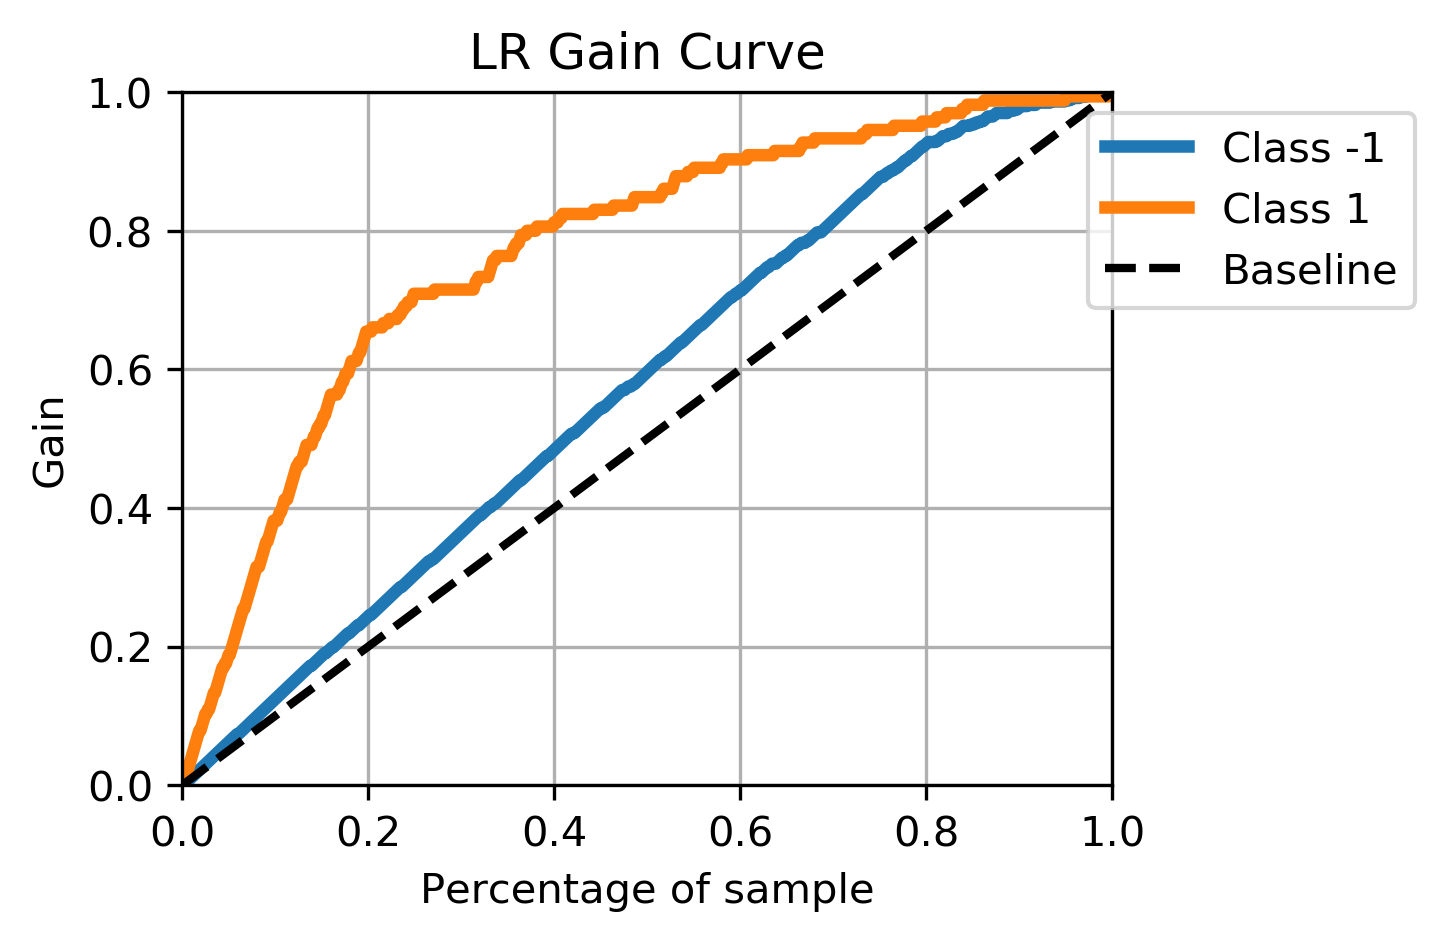 LR Gain Curve
1.0
0.8
0.6
0.4
0.2
0.0
Gain
0.0 0.2 0.4 0.6 0.8 1.0
Percentage of sample
Class -1
Class 1
Baseline